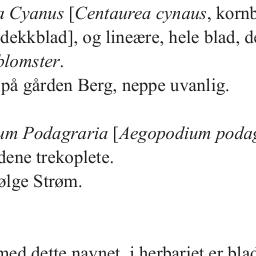 Cyanus [Centaurea cynaus, kornb
dekkblad], og lineære, hele blad, de
blomster.
på gården Berg, neppe uvanlig.
um Podagraria [Aegopodium podag
dene trekoplete.
ølge Strøm.
med dette navnet, i herbariet er blad